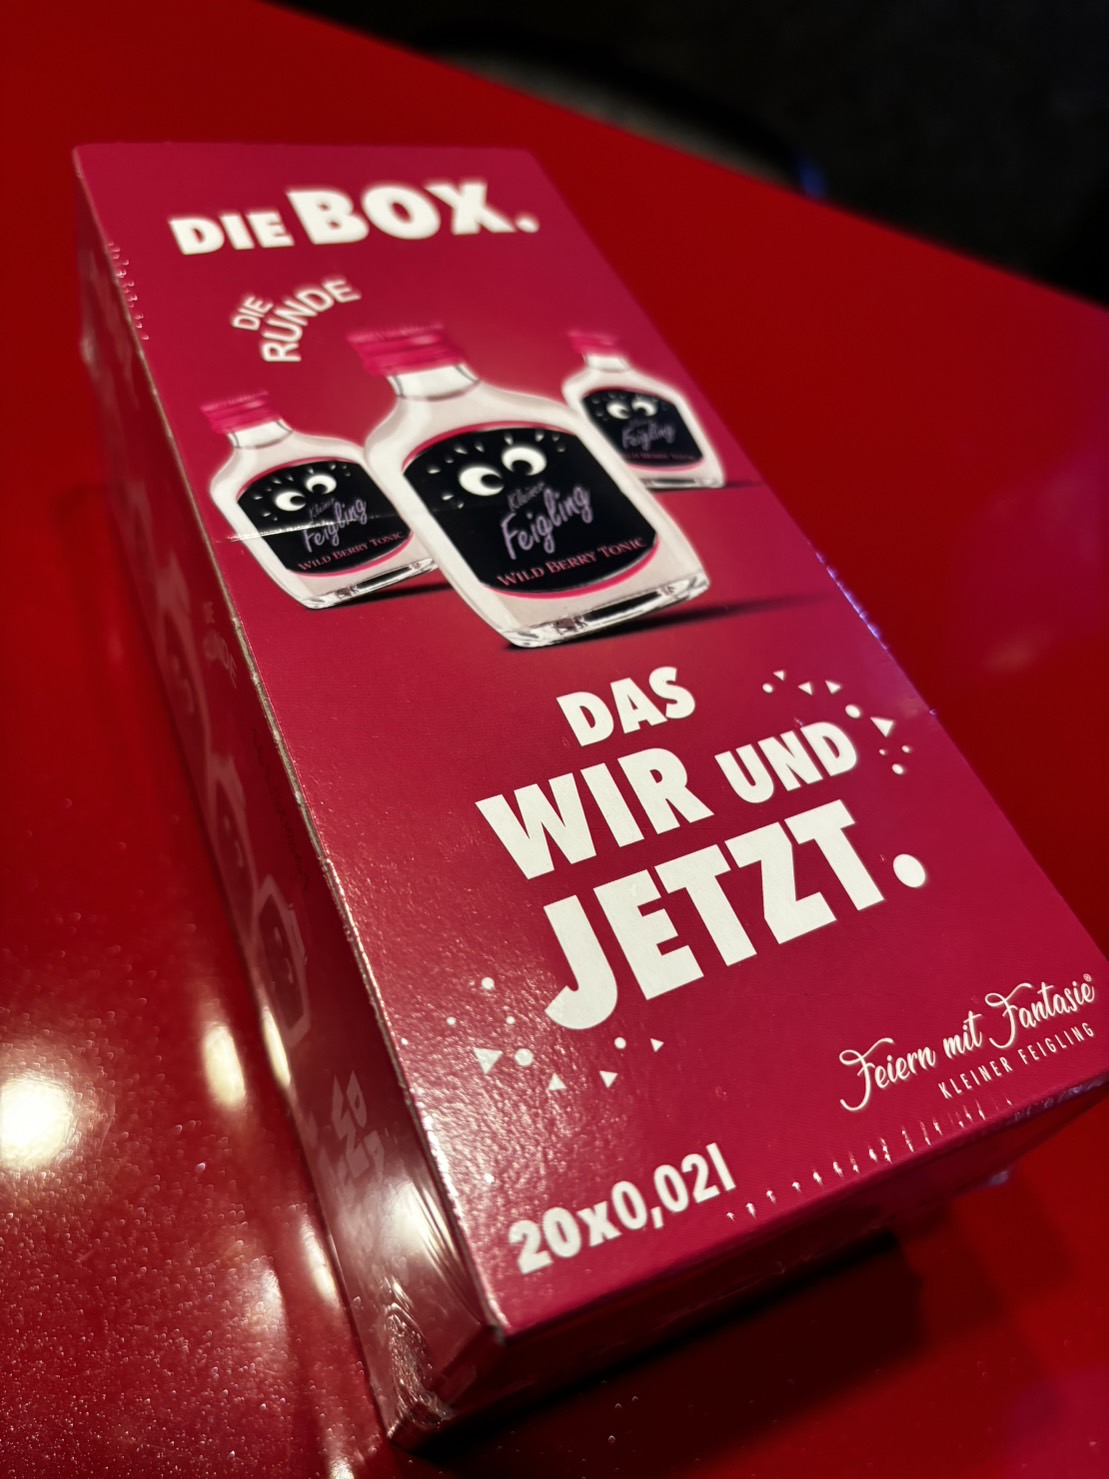 DIE BOX.
DIE
RUNDE
Kleiner
Feigling
WILD BERRY TONIC
Kleiner
Feigling
WILD BERRY TONIC
Feigling
DAS
WIR UND
JETZT.
Feiern mit Fantasie®
KLEINER FEIGLING
20x0,02l